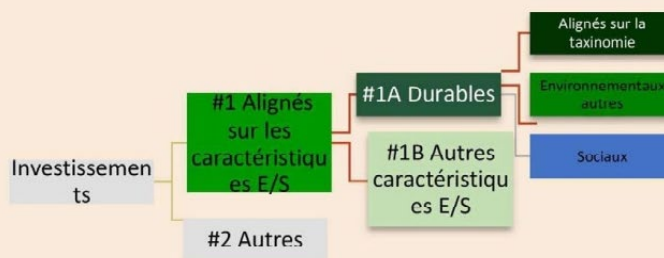 Investissemen
ts
#1 Alignés
sur les
caractéristiqu
es E/S
#2 Autres
#1A Durables
#1B Autres
caractéristiqu
es E/S
Alignés sur la
taxinomie
Environnementaux
autres
Sociaux